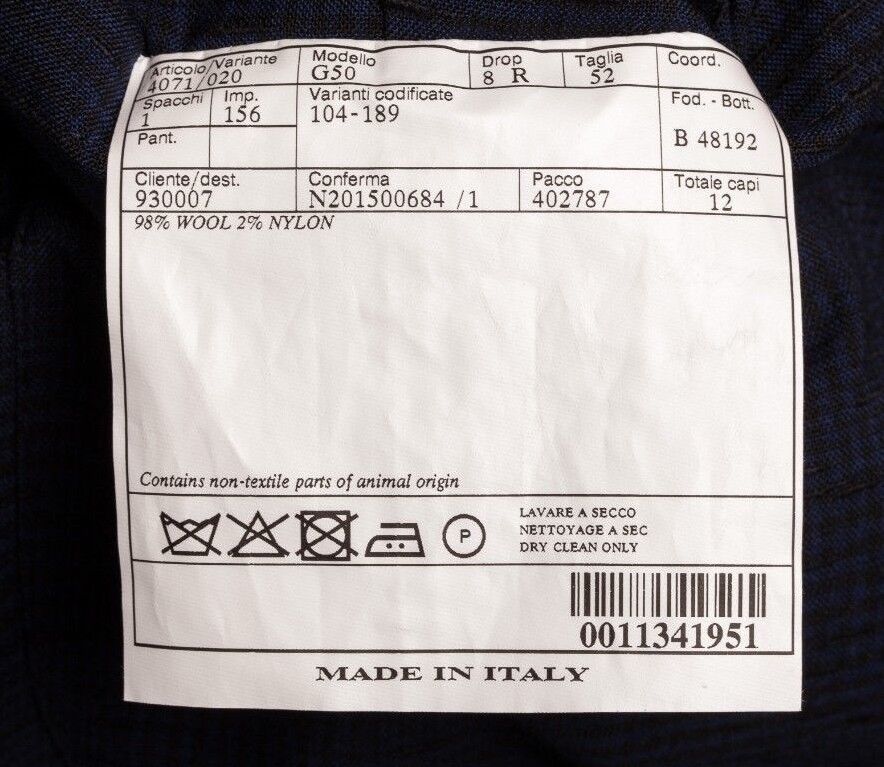 Articolo/Variante Modello Drop Taglia Coord.
4071/020 G50 8 R 52
Spacchi Imp. Varianti codificate Fod. - Bott.
1 156 104-189
Pant. B 48192
Cliente/dest. Conferma Pacco Totale capi
930007 N201500684 /1 402787 12
98% WOOL 2% NYLON
Contains non-textile parts of animal origin
P
LAVARE A SECCO
NETTOYAGE A SEC
DRY CLEAN ONLY
0011341951
MADE IN ITALY